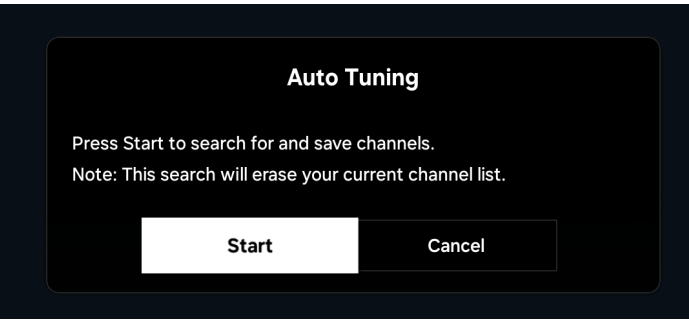 Auto Tuning
Press Start to search for and save channels.
Note: This search will erase your current channel list.
Start
Cancel